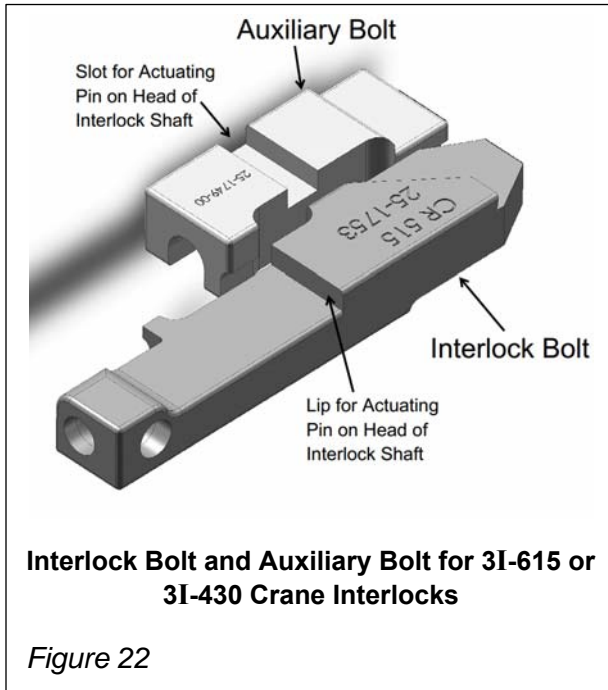 Auxiliary Bolt
Slot for Actuating
Pin on Head of
Interlock Shaft
25-1749-00
CR 515
25-1753
Interlock Bolt
Lip for Actuating
Pin on Head of
Interlock Shaft
Interlock Bolt and Auxiliary Bolt for 3I-615 or
3I-430 Crane Interlocks
Figure 22